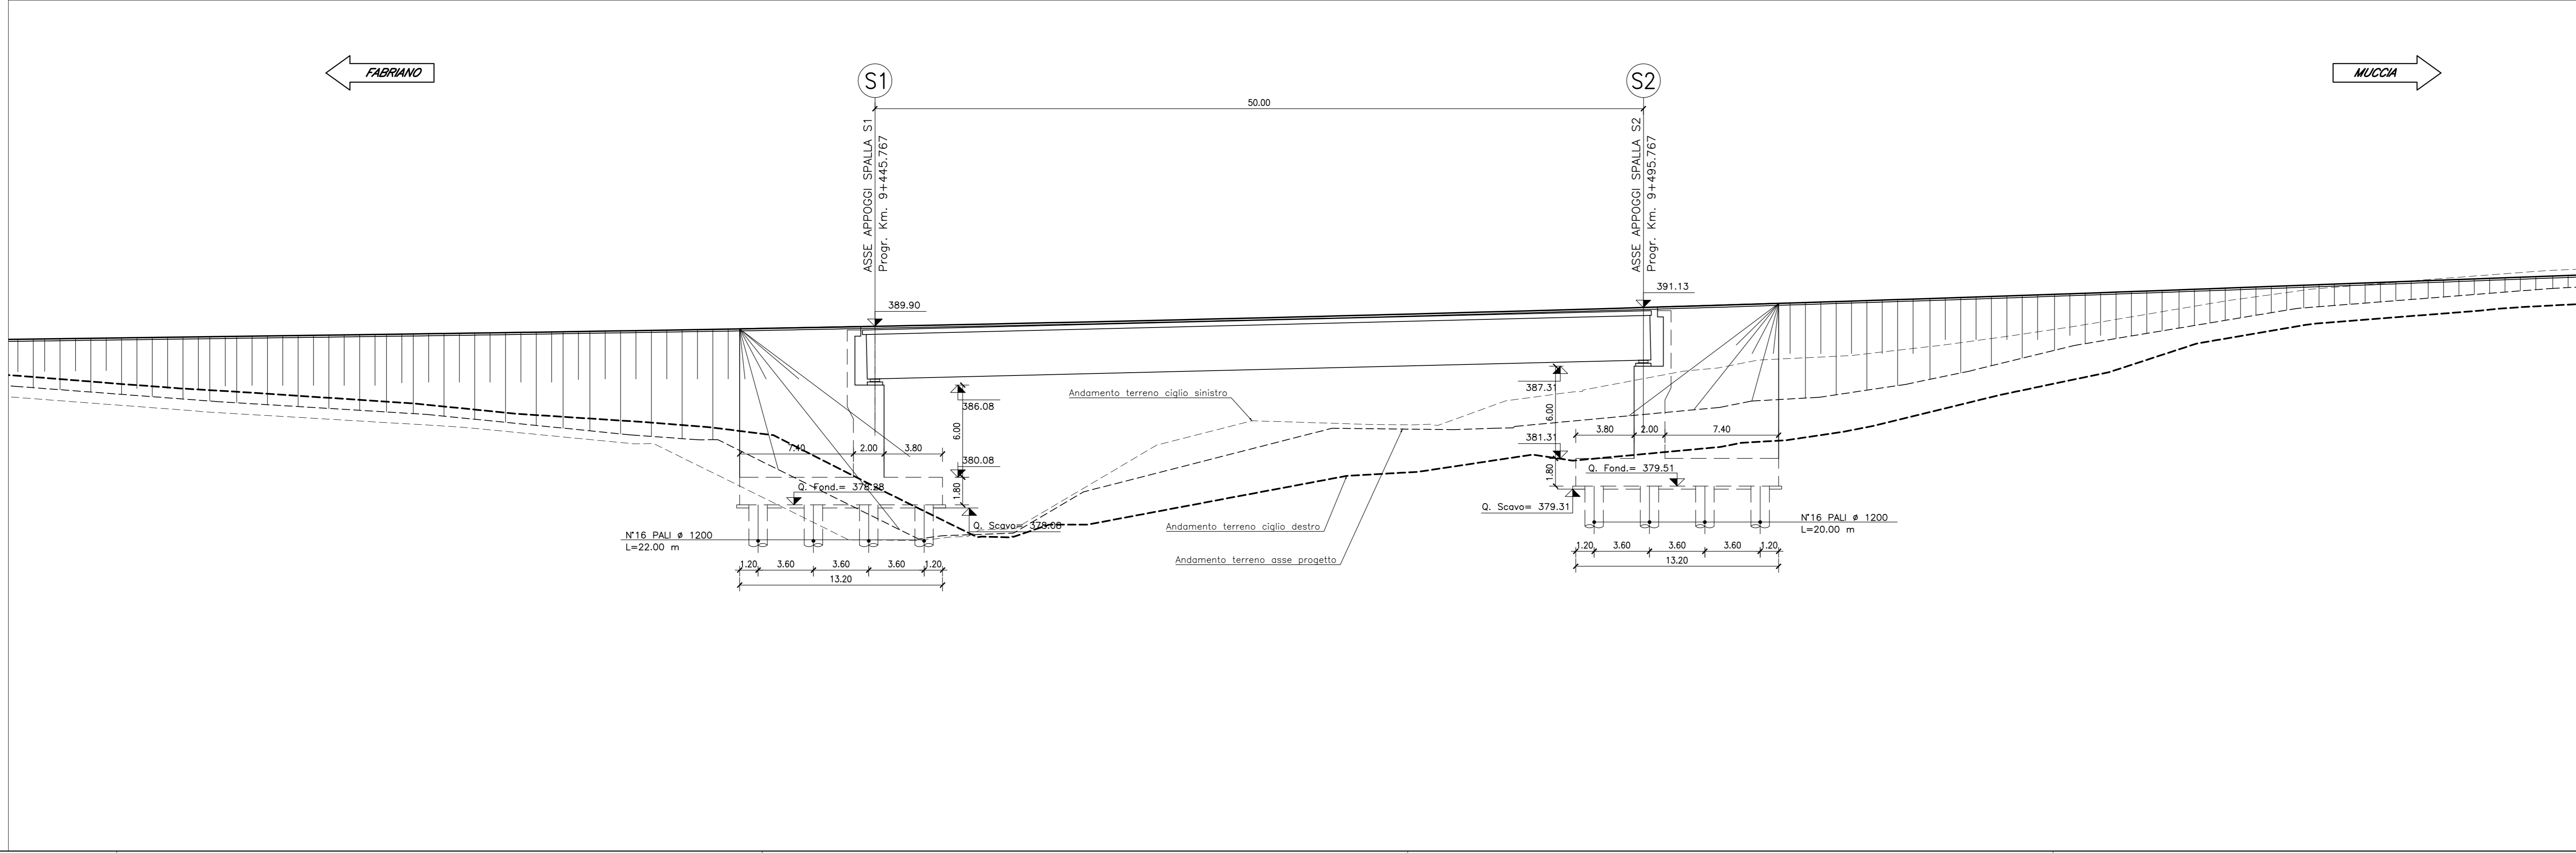 FABRIANO
S1
S2
MUCCIA
50.00
ASSE APPOGGI SPALLA S1
Progr. Km. 9+445.767
ASSE APPOGGI SPALLA S2
Progr. Km. 9+495.767
389.90
391.13
386.08
6.00
380.08
1.80
7.40
2.00
3.80
Q. Fond.= 378.28
Q. Scavo= 378.08
N°16 PALI ø 1200
L=22.00 m
1.20
3.60
3.60
3.60
1.20
13.20
Andamento terreno ciglio sinistro
Andamento terreno ciglio destro
Andamento terreno asse progetto
387.31
6.00
381.31
1.80
3.80
2.00
7.40
Q. Fond.= 379.51
Q. Scavo= 379.31
N°16 PALI ø 1200
L=20.00 m
1.20
3.60
3.60
3.60
1.20
13.20